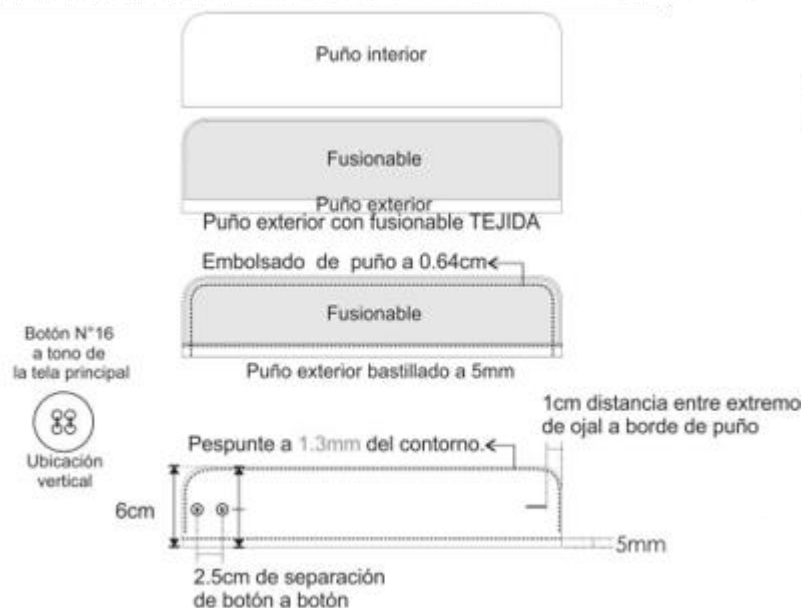 Puño interior
Fusionable
Puño exterior
Puño exterior con fusionable TEJIDA
Embolsado de puño a 0.64cm
Fusionable
Puño exterior bastillado a 5mm
Botón N°16
a tono de
la tela principal
Ubicación
vertical
1cm distancia entre extremo
de ojal a borde de puño
Pespunte a 1.3mm del contorno.
6cm
5mm
2.5cm de separación
de botón a botón